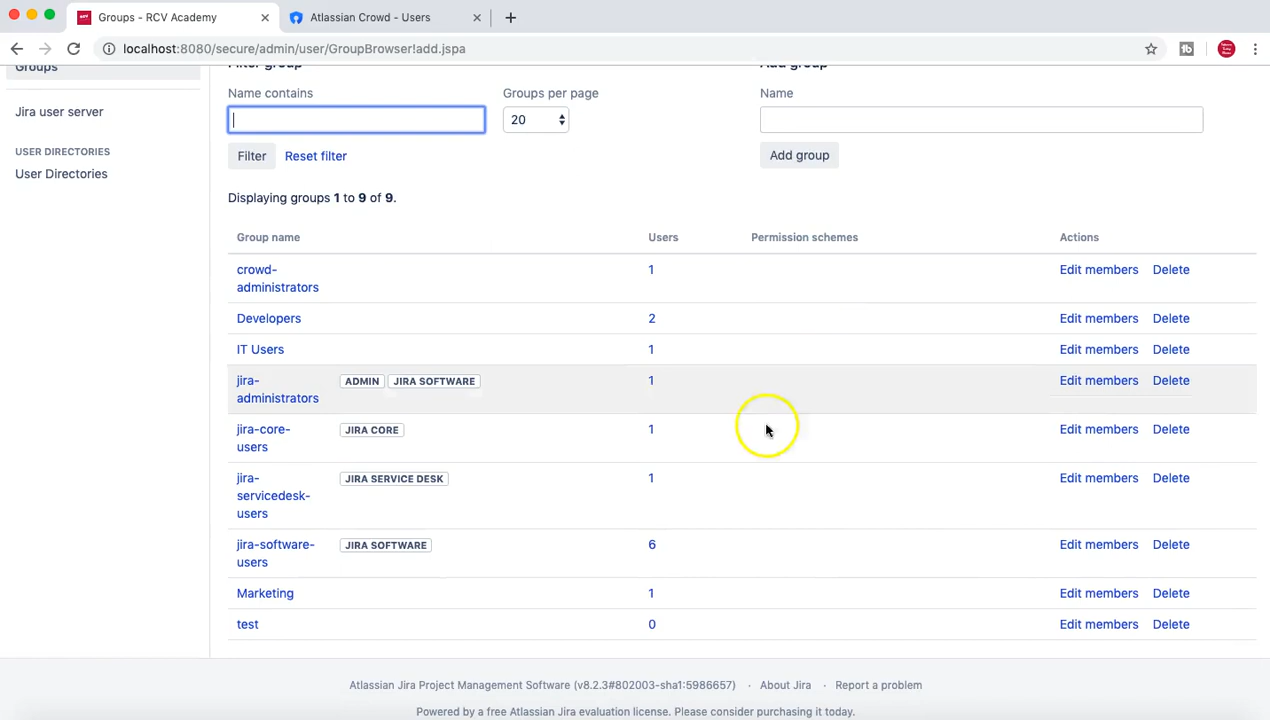 Groups - RCV Academy
Atlassian Crowd - Users
localhost:8080/secure/admin/user/GroupBrowser!add.jspa
Groups
Filter group
Add group
Name contains
Groups per page
Name
20
Filter
Reset filter
Add group
Jira user server
USER DIRECTORIES
User Directories
Displaying groups 1 to 9 of 9.
Group name Users Permission schemes Actions
crowd-
administrators
1 Edit members Delete
Developers 2 Edit members Delete
IT Users 1 Edit members Delete
jira-
administrators
ADMIN JIRA SOFTWARE 1 Edit members Delete
jira-core-
users
JIRA CORE 1 Edit members Delete
jira-
servicedesk-
users
JIRA SERVICE DESK 1 Edit members Delete
jira-software-
users
JIRA SOFTWARE 6 Edit members Delete
Marketing 1 Edit members Delete
test 0 Edit members Delete
Atlassian Jira Project Management Software (v8.2.3#802003-sha1:5986657) · About Jira · Report a problem
Powered by a free Atlassian Jira evaluation license. Please consider purchasing it today.